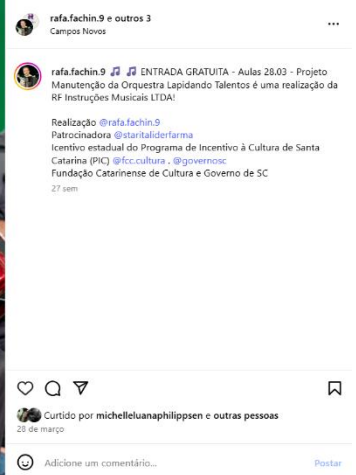 rafa.fachin.9 e outros 3
Campos Novos
rafa.fachin.9 🎵 🎵 ENTRADA GRATUITA - Aulas 28.03 - Projeto
Manutenção da Orquestra Lapidando Talentos é uma realização da
RF Instruções Musicais LTDA!
Realização @rafa.fachin.9
Patrocinadora @staritaliderfarma
Icentivo estadual do Programa de Incentivo à Cultura de Santa
Catarina (PIC) @fcc.cultura , @governosc
Fundação Catarinense de Cultura e Governo de SC
27 sem
Curtido por michelleluanaphilippsen e outras pessoas
28 de março
Adicione um comentário...
Postar